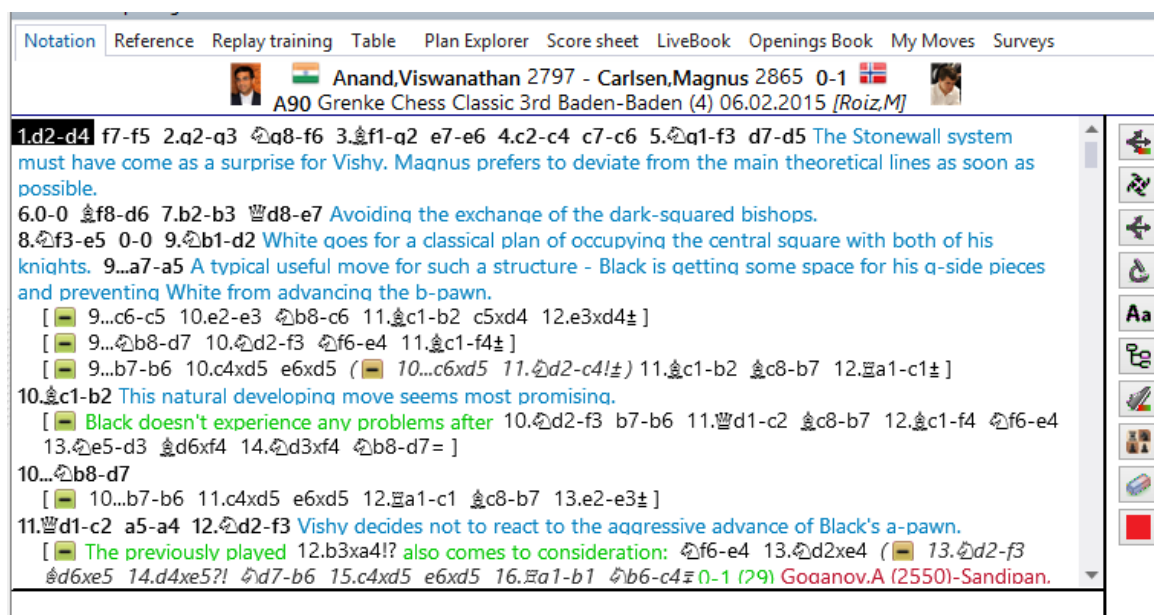 Notation Reference Replay training Table Plan Explorer Score sheet LiveBook Openings Book My Moves Surveys
Anand,Viswanathan 2797 - Carlsen,Magnus 2865 0-1
A90 Grenke Chess Classic 3rd Baden-Baden (4) 06.02.2015 [Roiz,M]
1.d2-d4 f7-f5 2.g2-g3 ♘g8-f6 3.♗f1-g2 e7-e6 4.c2-c4 c7-c6 5.♘g1-f3 d7-d5 The Stonewall system
must have come as a surprise for Vishy. Magnus prefers to deviate from the main theoretical lines as soon as
possible.
6.0-0 ♗f8-d6 7.b2-b3 ♕d8-e7 Avoiding the exchange of the dark-squared bishops.
8.♘f3-e5 0-0 9.♘b1-d2 White goes for a classical plan of occupying the central square with both of his
knights. 9...a7-a5 A typical useful move for such a structure - Black is getting some space for his q-side pieces
and preventing White from advancing the b-pawn.
[ 9...c6-c5 10.e2-e3 ♘b8-c6 11.♗c1-b2 c5xd4 12.e3xd4± ]
[ 9...♘b8-d7 10.♘d2-f3 ♘f6-e4 11.♗c1-f4± ]
[ 9...b7-b6 10.c4xd5 e6xd5 ( 10...c6xd5 11.♘d2-c4!± ) 11.♗c1-b2 ♗c8-b7 12.♖a1-c1± ]
10.♗c1-b2 This natural developing move seems most promising.
[ Black doesn't experience any problems after 10.♘d2-f3 b7-b6 11.♕d1-c2 ♗c8-b7 12.♗c1-f4 ♘f6-e4
13.♘e5-d3 ♗d6xf4 14.♘d3xf4 ♘b8-d7= ]
10...♘b8-d7
[ 10...b7-b6 11.c4xd5 e6xd5 12.♖a1-c1 ♗c8-b7 13.e2-e3± ]
11.♕d1-c2 a5-a4 12.♘d2-f3 Vishy decides not to react to the aggressive advance of Black's a-pawn.
[ The previously played 12.b3xa4!? also comes to consideration: ♘f6-e4 13.♘d2xe4 ( 13.♘d2-f3
♗d6xe5 14.d4xe5?! ♘d7-b6 15.c4xd5 e6xd5 16.♖a1-b1 ♘b6-c4⩱ 0-1 (29) Goganov,A (2550)-Sandipan,
Aa